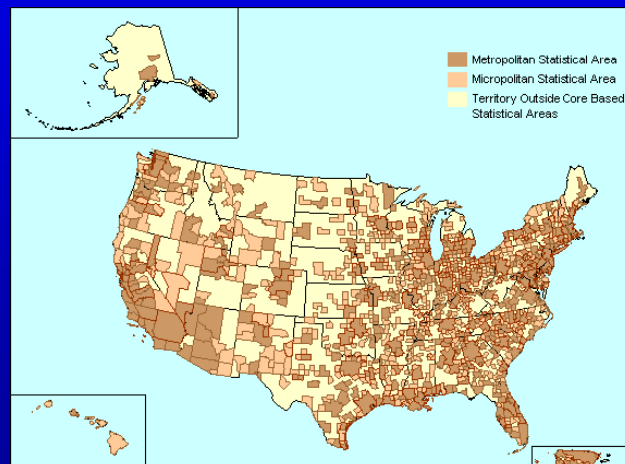 Metropolitan Statistical Area
Micropolitan Statistical Area
Territory Outside Core Based
Statistical Areas